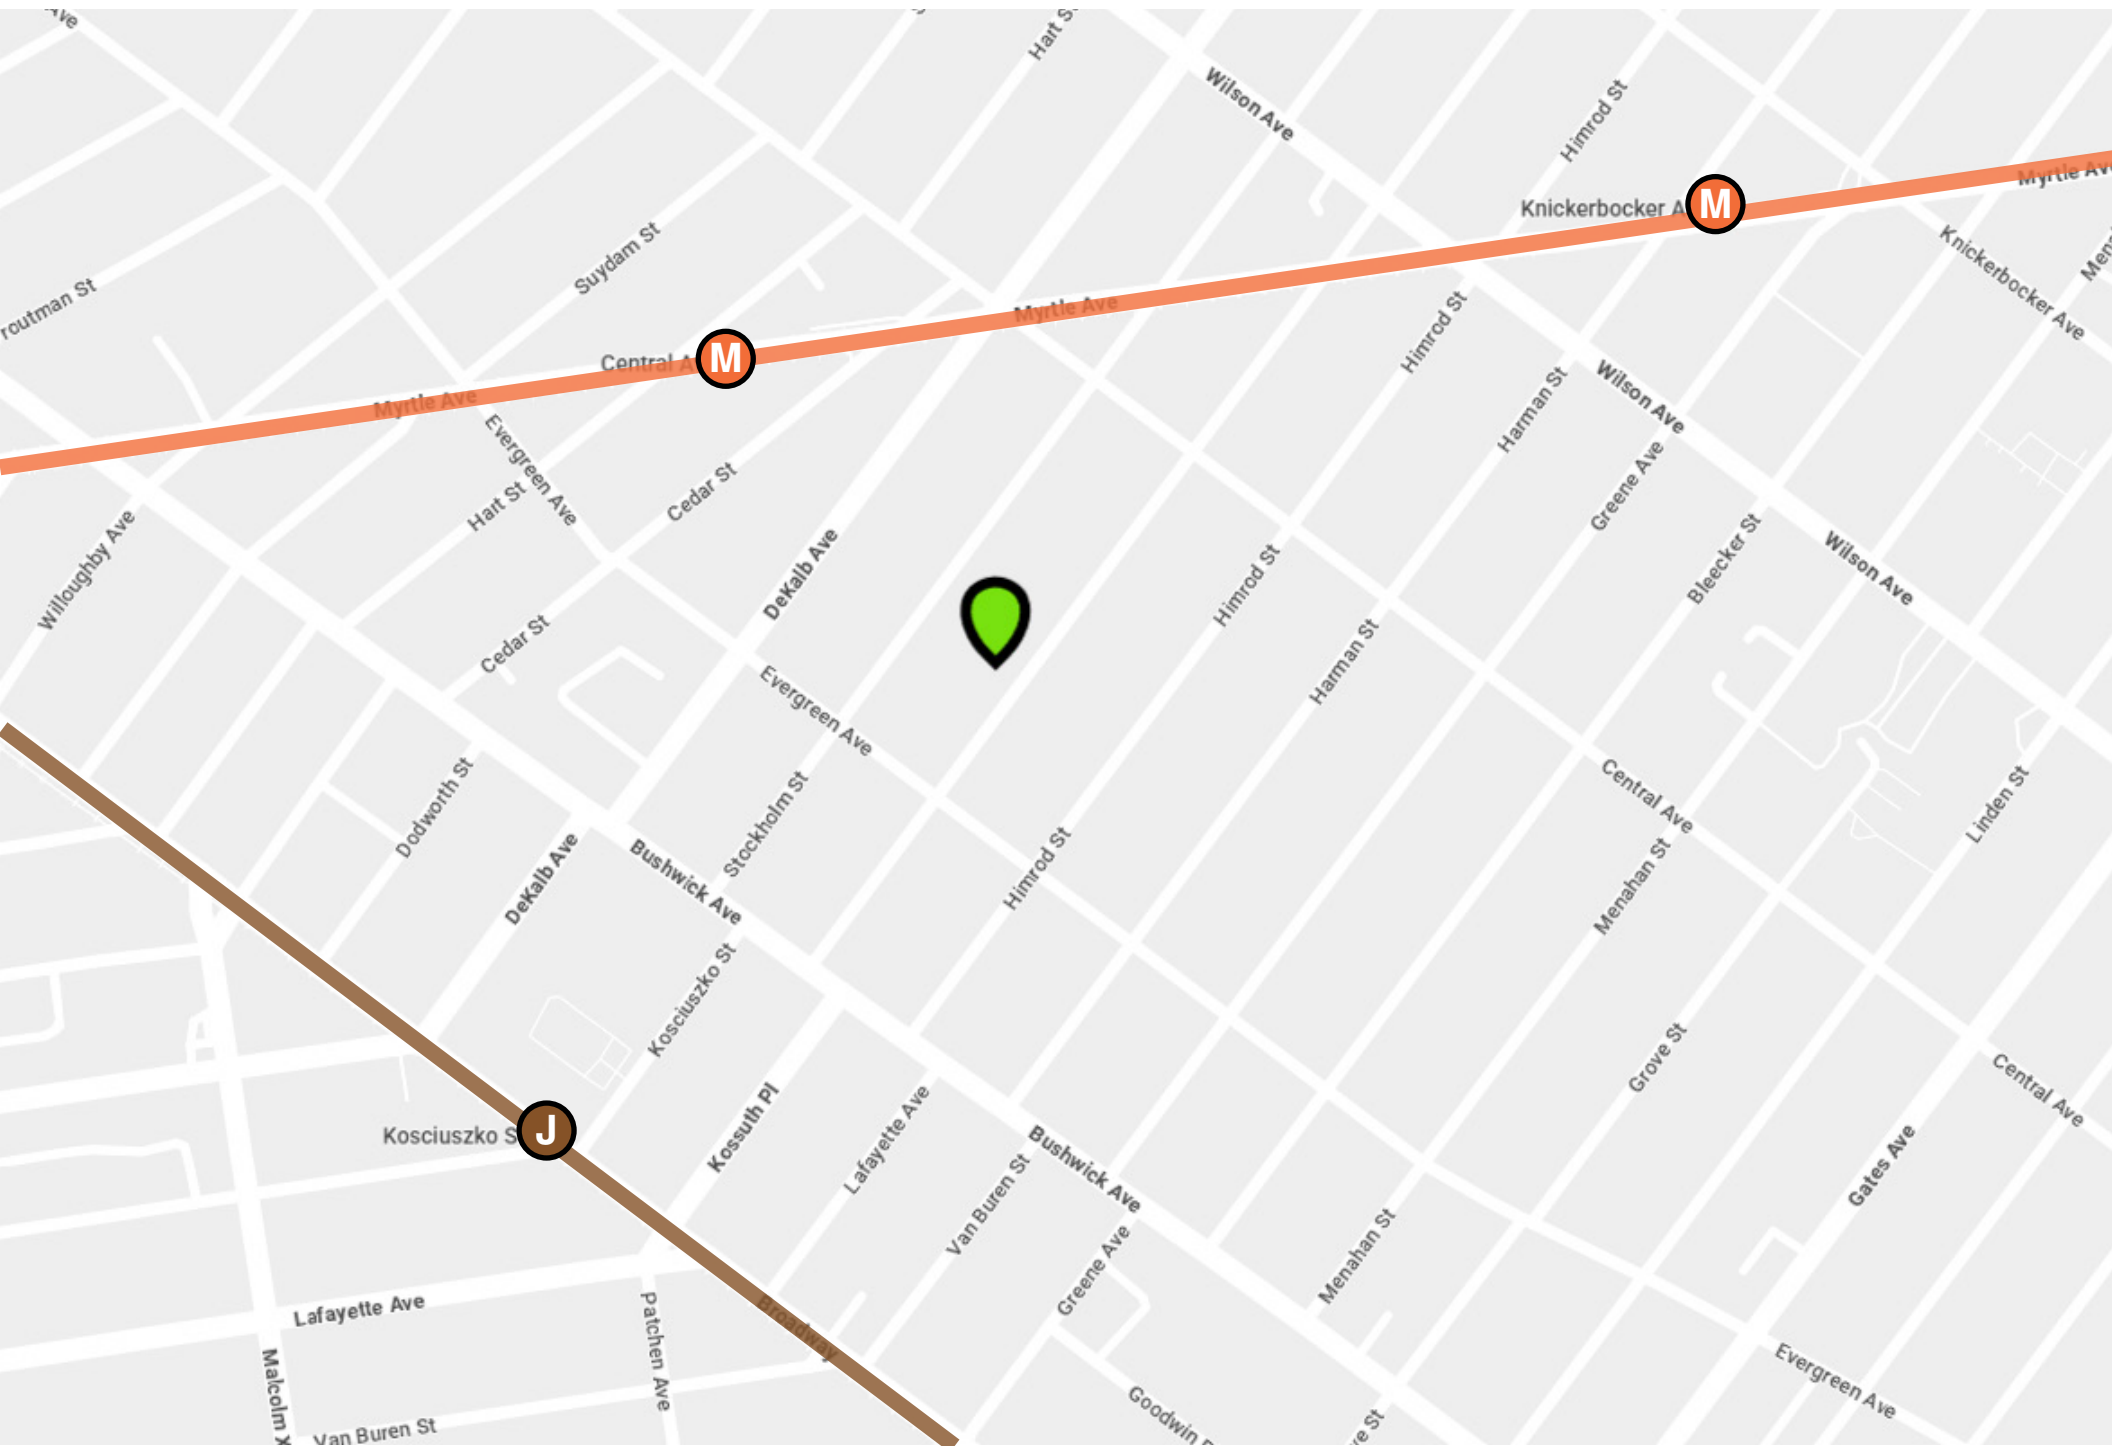 Ave
Hart S
Wilson Ave
Himrod St
Knickerbocker A
M
Myrtle Ave
Knickerbocker Ave
Suydam St
routman St
Central A
M
Myrtle Ave
Myrtle Ave
Himrod St
Harman St
Wilson Ave
Evergreen Ave
Hart St
Cedar St
Greene Ave
Willoughby Ave
DeKalb Ave
Himrod St
Bleecker St
Wilson Ave
Cedar St
Harman St
Evergreen Ave
Dodworth St
Stockholm St
Central Ave
Linden St
DeKalb Ave
Bushwick Ave
Himrod St
Menahan St
Kosciuszko St
Grove St
Central Ave
Kosciuszko S
J
Kossuth Pl
Lafayette Ave
Bushwick Ave
Van Buren St
Gates Ave
Greene Ave
Menahan St
Lafayette Ave
Patchen Ave
Broadway
Malcolm X
Evergreen Ave
Goodwin
Van Buren St
ve St